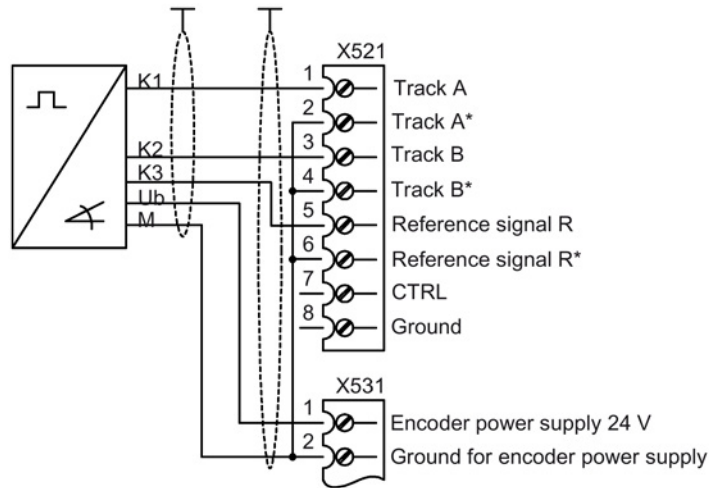 X521
K1
1
Track A
2
Track A*
K2
3
Track B
K3
4
Track B*
Ub
5
Reference signal R
M
6
Reference signal R*
7
CTRL
8
Ground
X531
1
Encoder power supply 24 V
2
Ground for encoder power supply